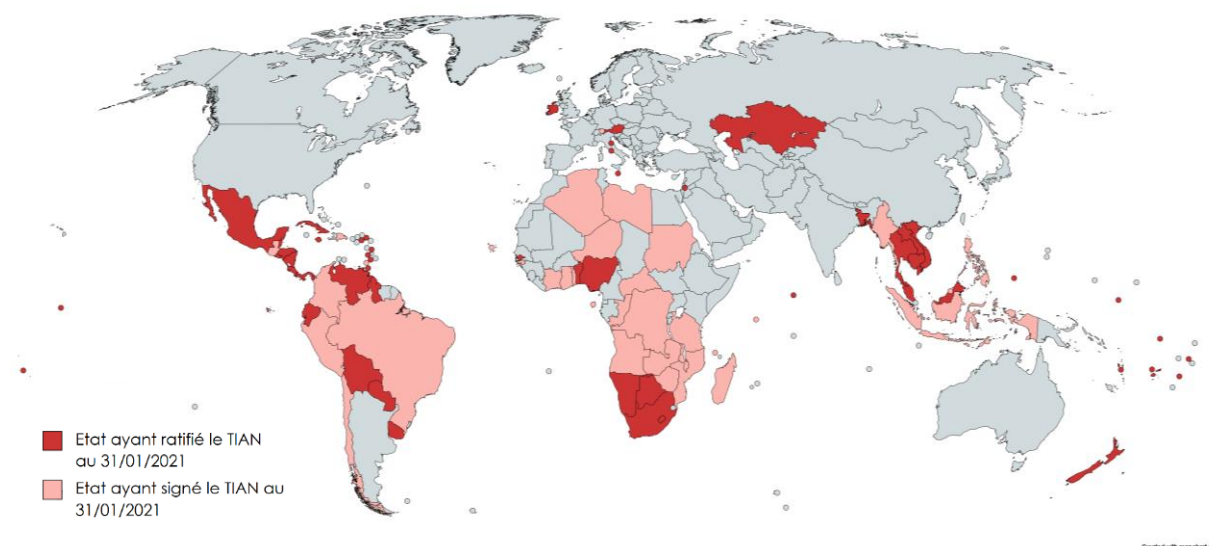 Etat ayant ratifié le TIAN
au 31/01/2021
Etat ayant signé le TIAN au
31/01/2021